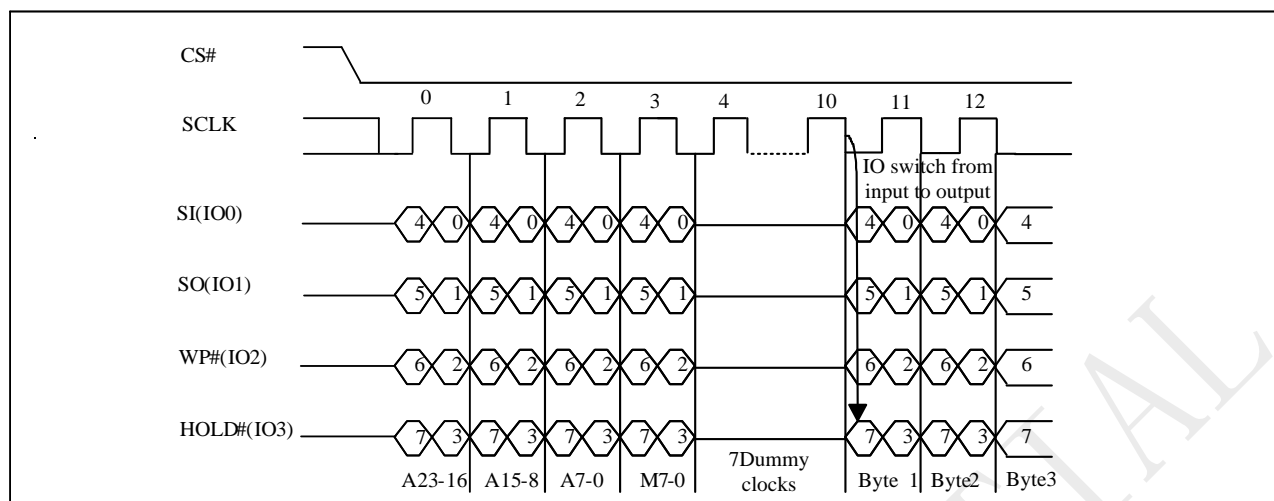 CS#
0 1 2 3 4 10 11 12
SCLK
IO switch from
input to output
SI(IO0) 4 0 4 0 4 0 4 0 4 0 4 0 4
SO(IO1) 5 1 5 1 5 1 5 1 5 1 5 1 5
WP#(IO2) 6 2 6 2 6 2 6 2 6 2 6 2 6
HOLD#(IO3) 7 3 7 3 7 3 7 3 7 3 7 3 7
A23-16 A15-8 A7-0 M7-0 7Dummy Byte 1 Byte2 Byte3
clocks